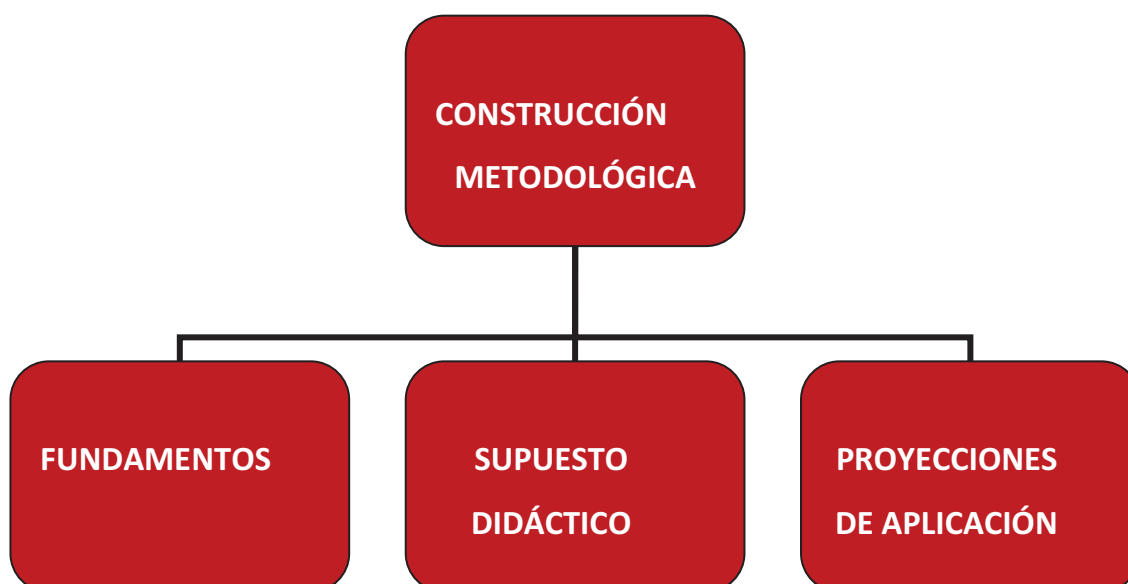 CONSTRUCCIÓN
METODOLÓGICA
FUNDAMENTOS
SUPUESTO
DIDÁCTICO
PROYECCIONES
DE APLICACIÓN